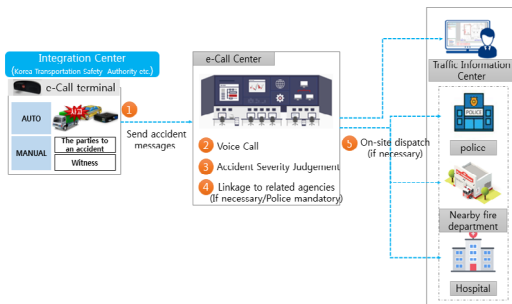 Integration Center
(Korea Transportation Safety Authority etc.)
e-Call terminal
AUTO
MANUAL
The parties to
an accident
Witness
1
Send accident
messages
e-Call Center
2 Voice Call
3 Accident Severity Judgement
4 Linkage to related agencies
(If necessary/Police mandatory)
5 On-site dispatch
(if necessary)
Traffic Information
Center
POLICE
police
Nearby fire
department
Hospital